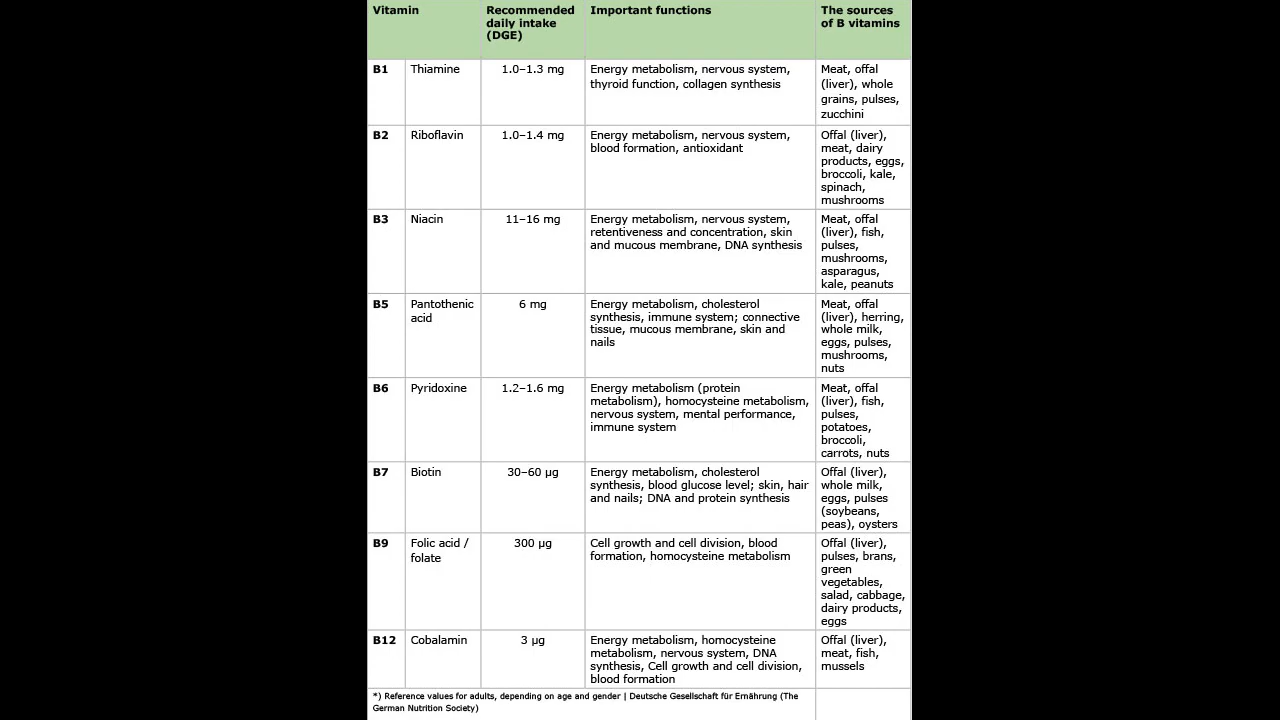 Vitamin
Recommended
daily intake
(DGE)
Important functions
The sources
of B vitamins
B1
Thiamine
1.0–1.3 mg
Energy metabolism, nervous system,
thyroid function, collagen synthesis
Meat, offal
(liver), whole
grains, pulses,
zucchini
B2
Riboflavin
1.0–1.4 mg
Energy metabolism, nervous system,
blood formation, antioxidant
Offal (liver),
meat, dairy
products, eggs,
broccoli, kale,
spinach,
mushrooms
B3
Niacin
11–16 mg
Energy metabolism, nervous system,
retentiveness and concentration, skin
and mucous membrane, DNA synthesis
Meat, offal
(liver), fish,
pulses,
mushrooms,
asparagus,
kale, peanuts
B5
Pantothenic
acid
6 mg
Energy metabolism, cholesterol
synthesis, immune system; connective
tissue, mucous membrane, skin and
nails
Meat, offal
(liver), herring,
whole milk,
eggs, pulses,
mushrooms,
nuts
B6
Pyridoxine
1.2–1.6 mg
Energy metabolism (protein
metabolism), homocysteine metabolism,
nervous system, mental performance,
immune system
Meat, offal
(liver), fish,
pulses,
potatoes,
broccoli,
carrots, nuts
B7
Biotin
30–60 µg
Energy metabolism, cholesterol
synthesis, blood glucose level; skin, hair
and nails; DNA and protein synthesis
Offal (liver),
whole milk,
eggs, pulses
(soybeans,
peas), oysters
B9
Folic acid /
folate
300 µg
Cell growth and cell division, blood
formation, homocysteine metabolism
Offal (liver),
pulses, brans,
green
vegetables,
salad, cabbage,
dairy products,
eggs
B12
Cobalamin
3 µg
Energy metabolism, homocysteine
metabolism, nervous system, DNA
synthesis, Cell growth and cell division,
blood formation
Offal (liver),
meat, fish,
mussels
*) Reference values for adults, depending on age and gender | Deutsche Gesellschaft für Ernährung (The
German Nutrition Society)